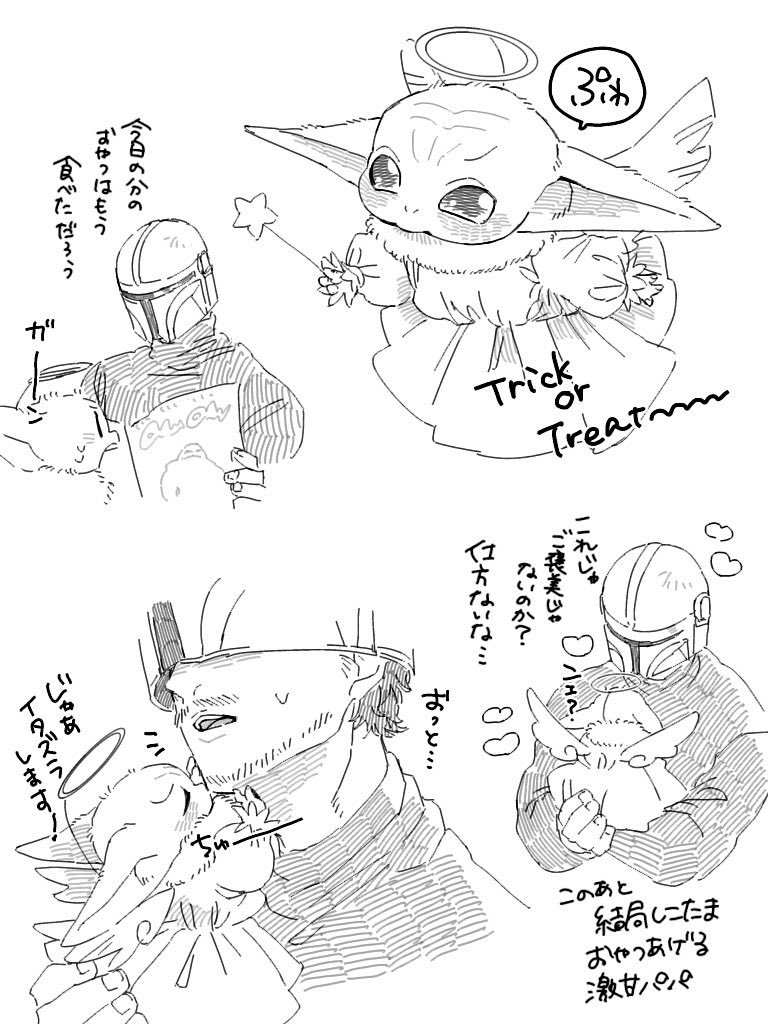 ぷわ
Trick
or
Treat〜〜〜
今日の分の
おやつはもう
食べただろう
ガーン
じゃあ
イタズラ
します!
ちゅー
おっと…
これじゃ
ご褒美じゃ
ないのか?
仕方ないな…
ンェ?
このあと
結局しこたま
おやつあげる
激甘パパ